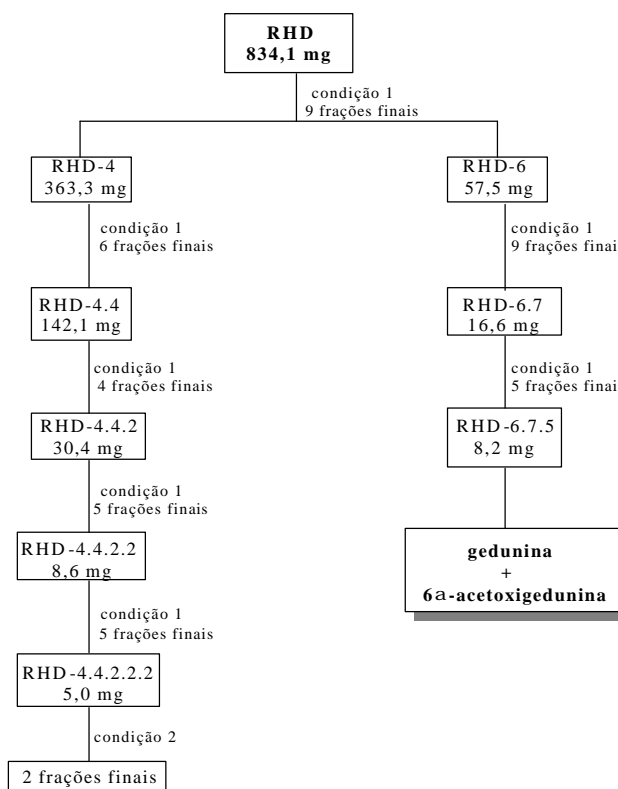 RHD
834,1 mg
condição 1
9 frações finais
RHD-4
363,3 mg
RHD-6
57,5 mg
condição 1
6 frações finais
condição 1
9 frações finais
RHD-4.4
142,1 mg
RHD-6.7
16,6 mg
condição 1
4 frações finais
condição 1
5 frações finais
RHD-4.4.2
30,4 mg
RHD-6.7.5
8,2 mg
condição 1
5 frações finais
RHD-4.4.2.2
8,6 mg
gedunina
+
6a-acetoxigedunina
condição 1
5 frações finais
RHD-4.4.2.2.2
5,0 mg
condição 2
2 frações finais